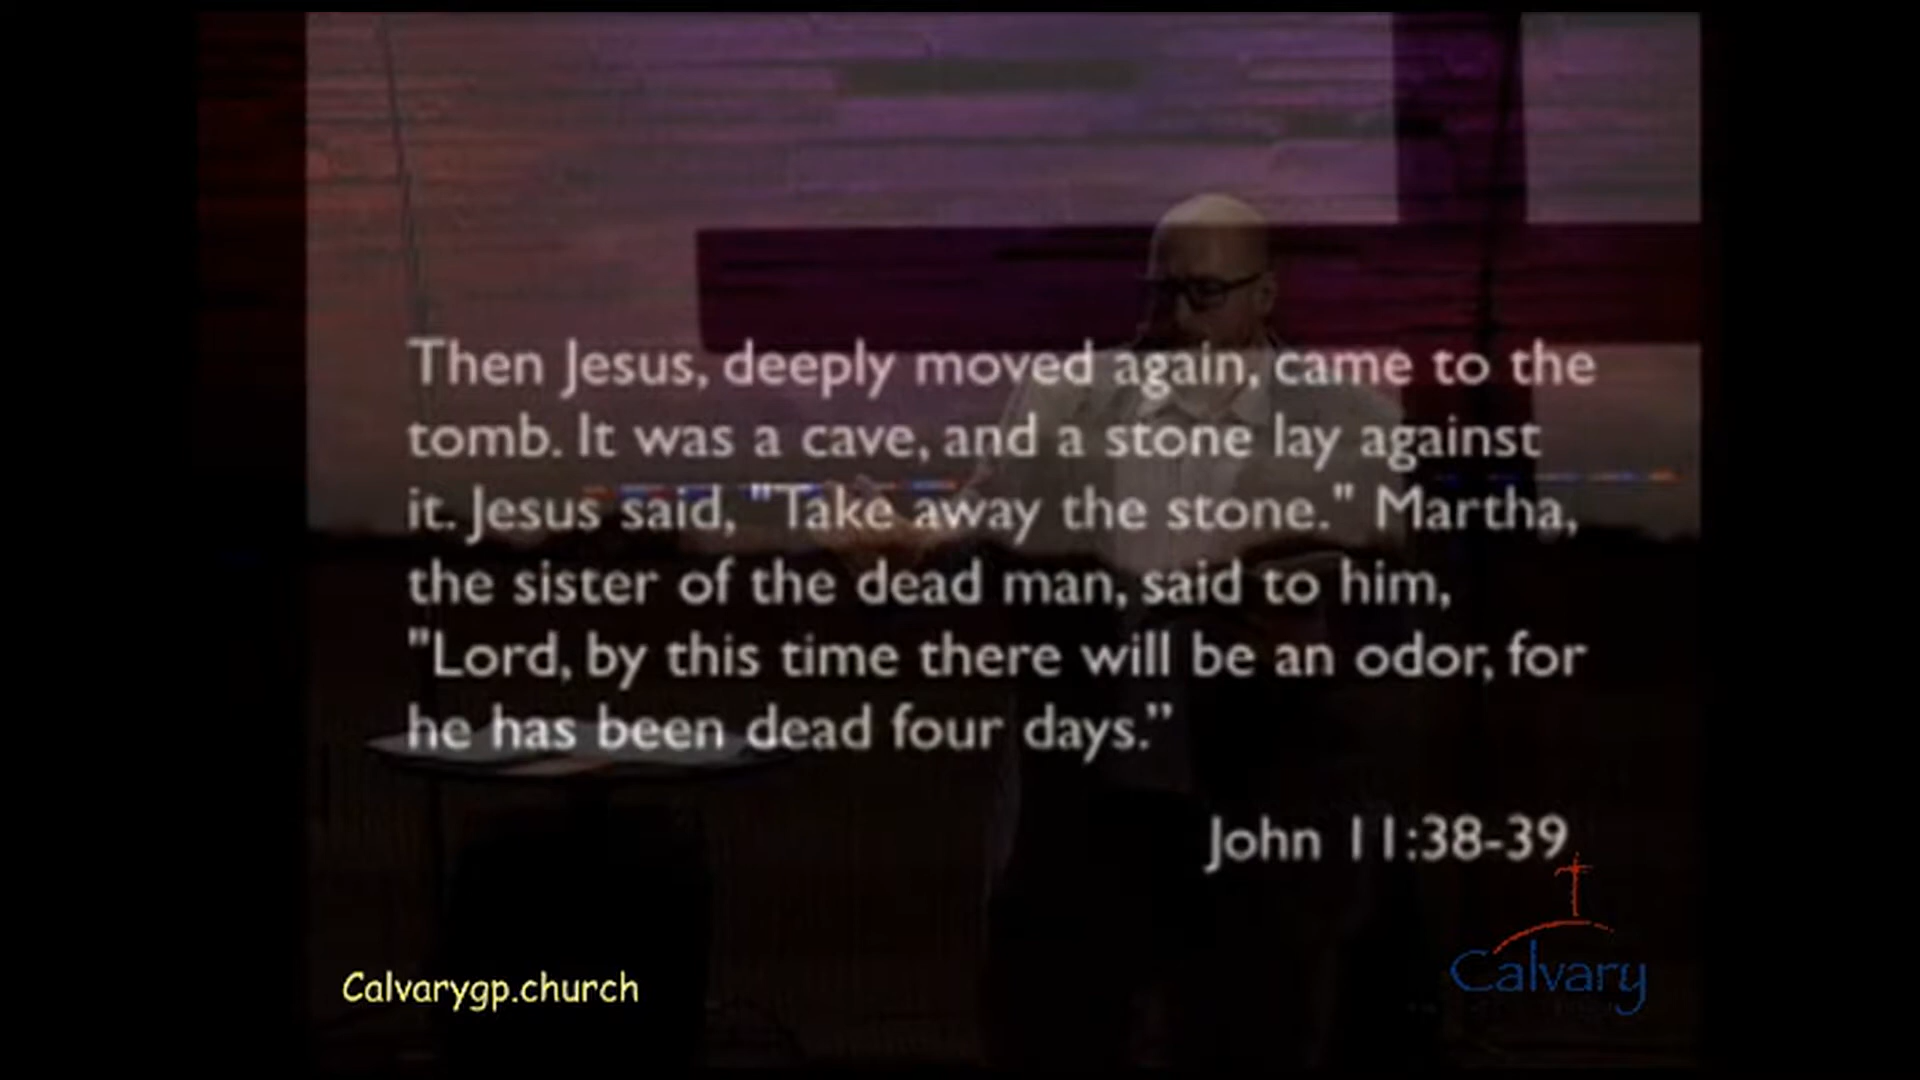 Then Jesus, deeply moved again, came to the
tomb. It was a cave, and a stone lay against
it. Jesus said, "Take away the stone." Martha,
the sister of the dead man, said to him,
"Lord, by this time there will be an odor, for
he has been dead four days.”
John 11:38-39
Calvarygp.church
Calvary